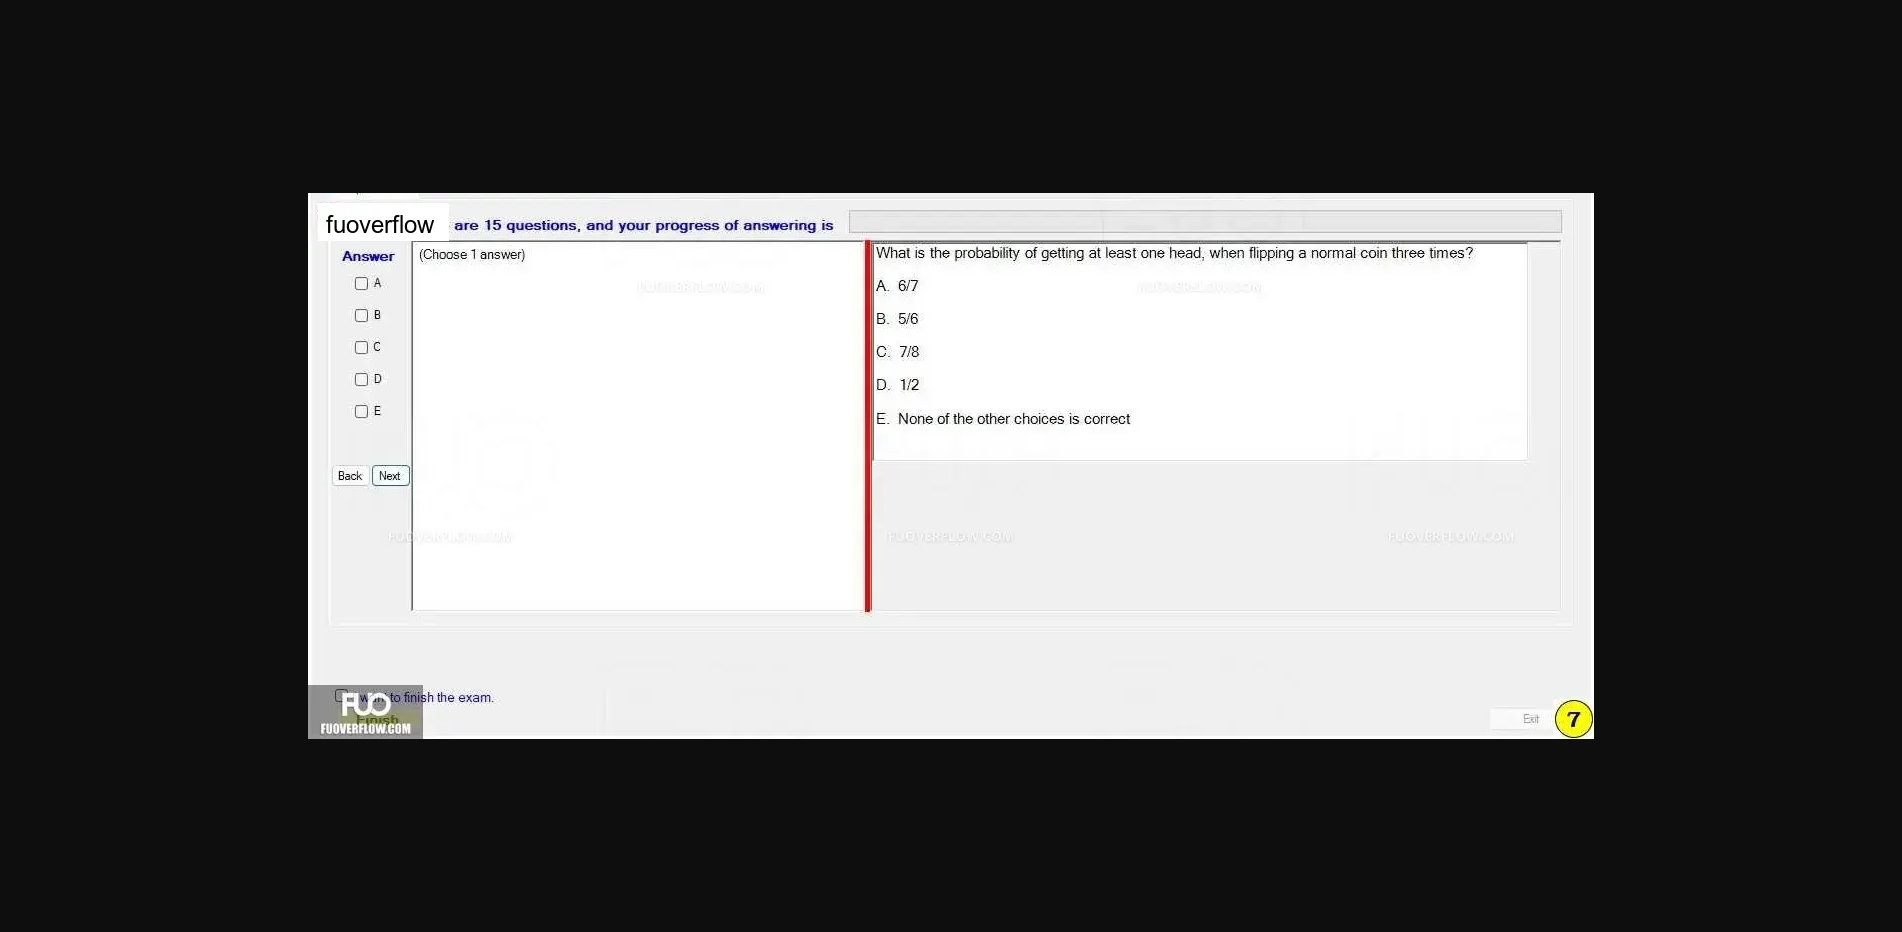 fuoverflow are 15 questions, and your progress of answering is
Answer
(Choose 1 answer)
A
B
C
D
E
Back Next
What is the probability of getting at least one head, when flipping a normal coin three times?
A. 6/7
B. 5/6
C. 7/8
D. 1/2
E. None of the other choices is correct
FUOVERFLOW.COM
FUOVERFLOW.COM
FUOVERFLOW.COM
FUOVERFLOW.COM
FUOVERFLOW.COM
want to finish the exam.
Finish
FUO
FUOVERFLOW.COM
Exit
7